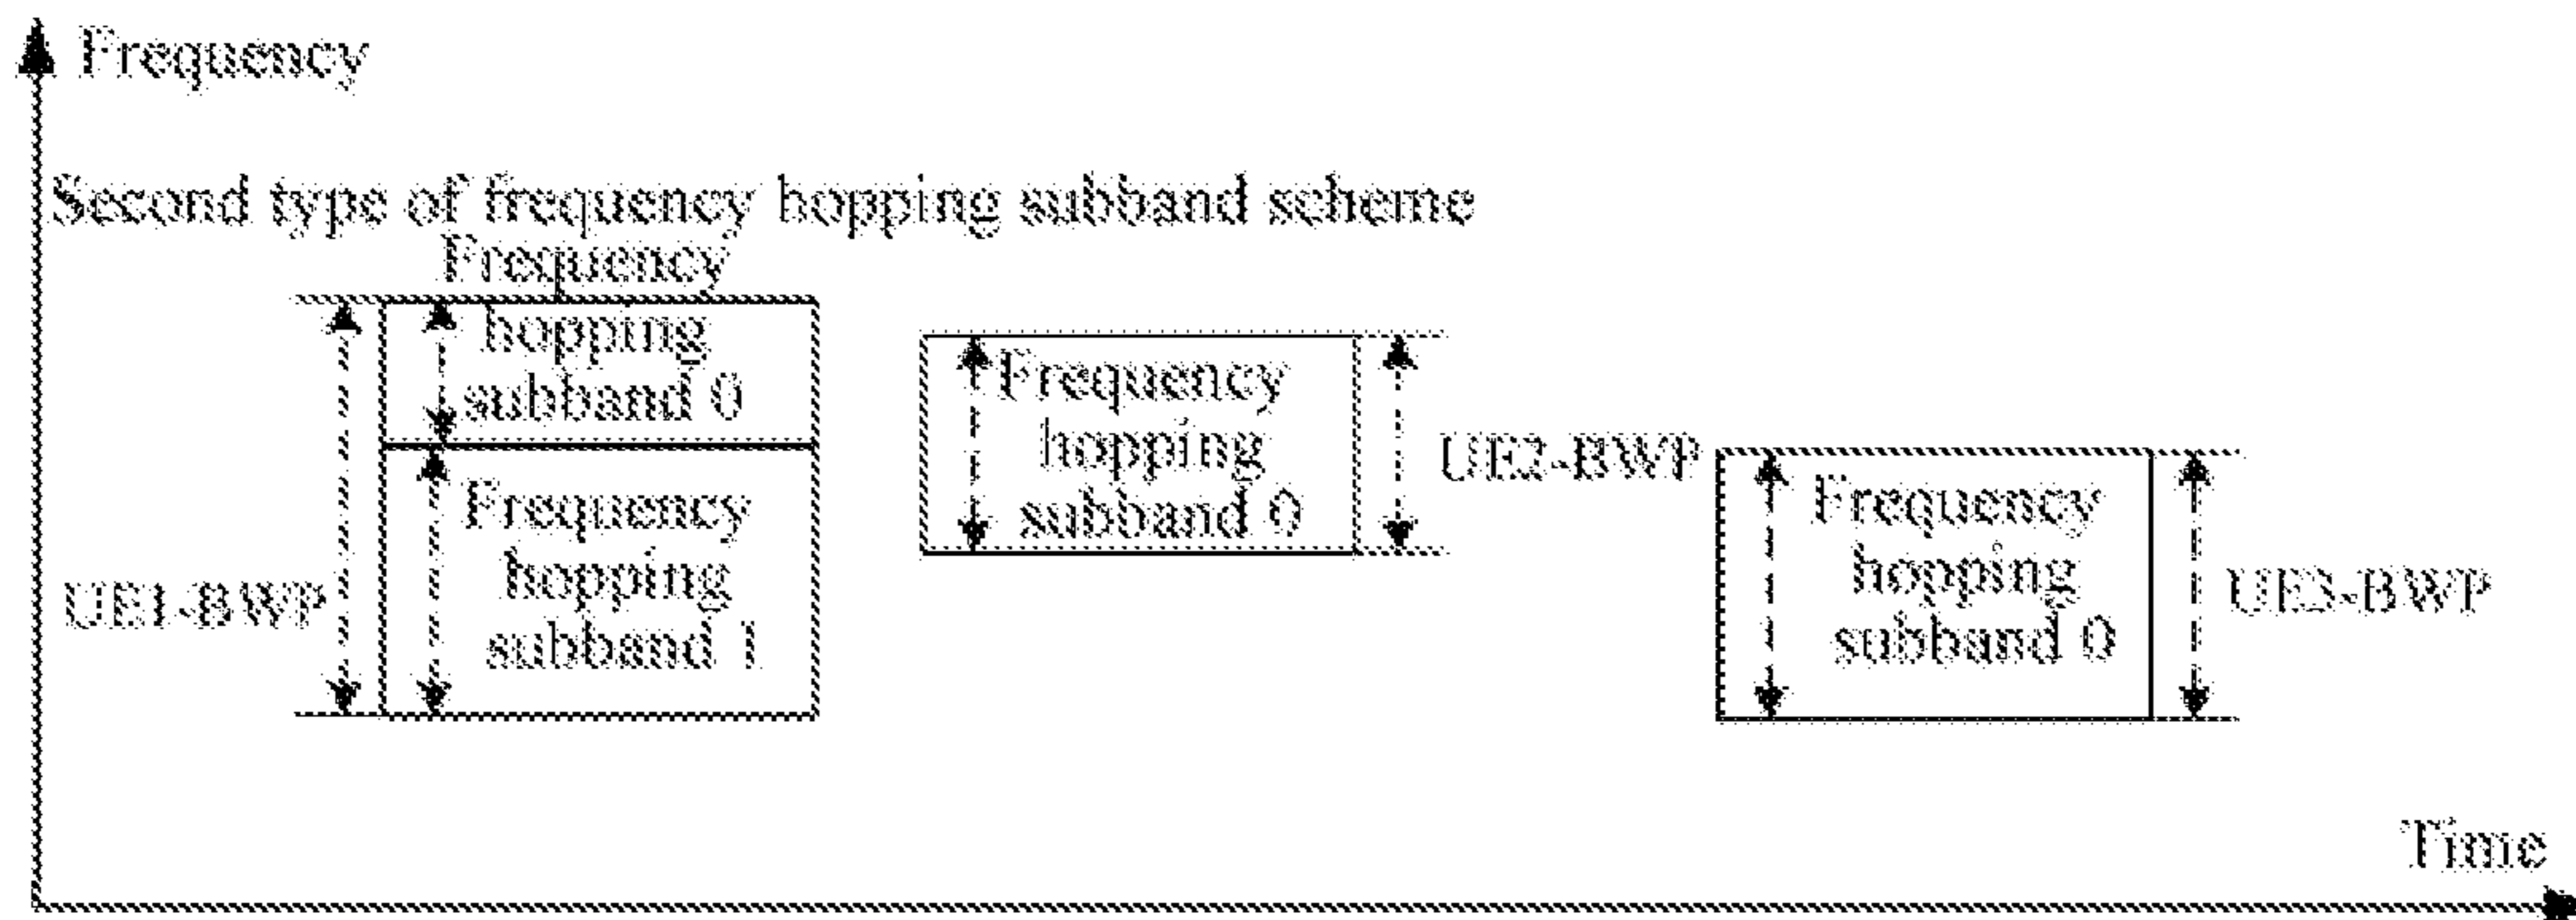 Frequency
Second type of frequency hopping subband scheme
Frequency
hopping
subband 0
Frequency
hopping
subband 1
UE1-BWP
Frequency
hopping
subband 0
UE2-BWP
Frequency
hopping
subband 0
UE3-BWP
Time